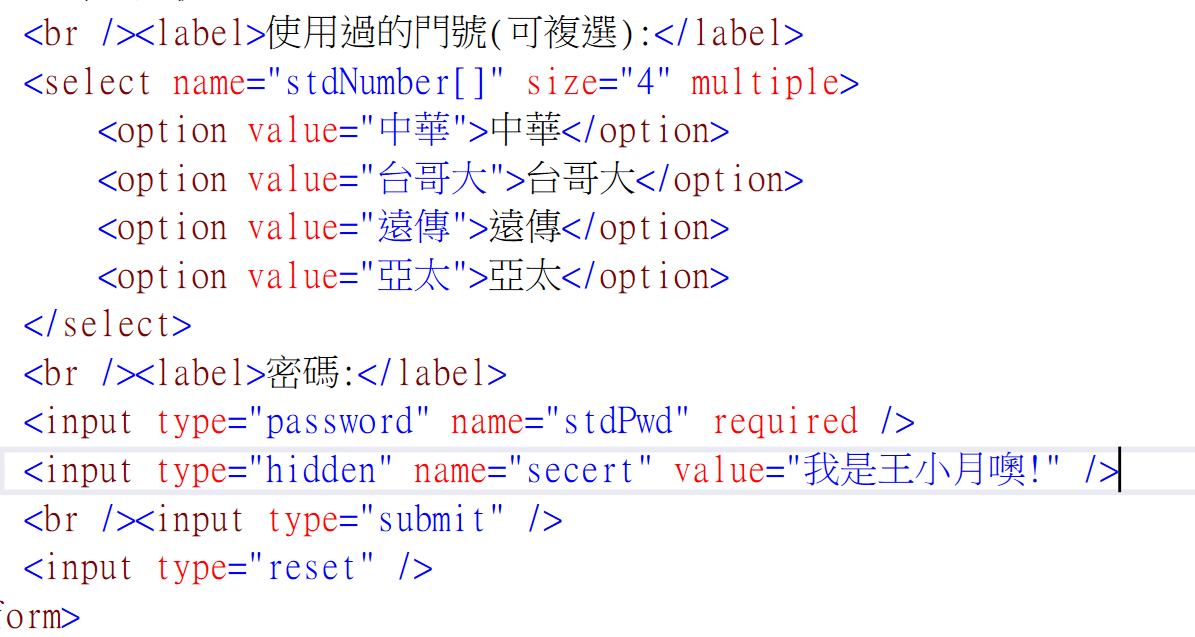 <br /><label>使用過的門號(可複選):</label>
<select name="stdNumber[]" size="4" multiple>
<option value="中華">中華</option>
<option value="台哥大">台哥大</option>
<option value="遠傳">遠傳</option>
<option value="亞太">亞太</option>
</select>
<br /><label>密碼:</label>
<input type="password" name="stdPwd" required />
<input type="hidden" name="secert" value="我是王小月噢!" />
<br /><input type="submit" />
<input type="reset" />
form>